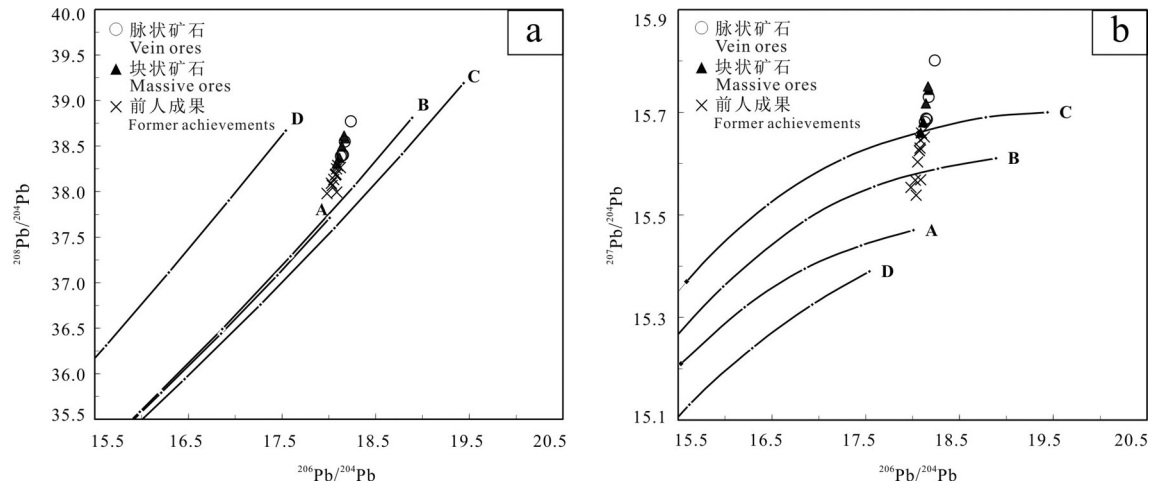 a
脉状矿石
Vein ores
块状矿石
Massive ores
前人成果
Former achievements
40.0
39.5
39.0
38.5
38.0
37.5
37.0
36.5
36.0
35.5
²⁰⁸Pb/²⁰⁴Pb
D
B
C
A
15.5
16.5
17.5
18.5
19.5
20.5
²⁰⁶Pb/²⁰⁴Pb
b
脉状矿石
Vein ores
块状矿石
Massive ores
前人成果
Former achievements
15.9
15.7
15.5
15.3
15.1
²⁰⁷Pb/²⁰⁴Pb
C
B
A
D
15.5
16.5
17.5
18.5
19.5
20.5
²⁰⁶Pb/²⁰⁴Pb